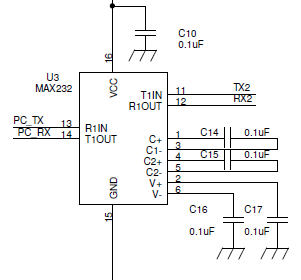 C10
0.1uF
16
U3
MAX232
VCC
T1IN 11 TX2
R1OUT 12 RX2
PC_TX 13 R1IN
PC_RX 14 T1OUT
C+ 1 C14 0.1uF
C1- 3
C2+ 4 C15 0.1uF
C2- 5
V+ 2
V- 6
GND
15
C16 C17
0.1uF 0.1uF